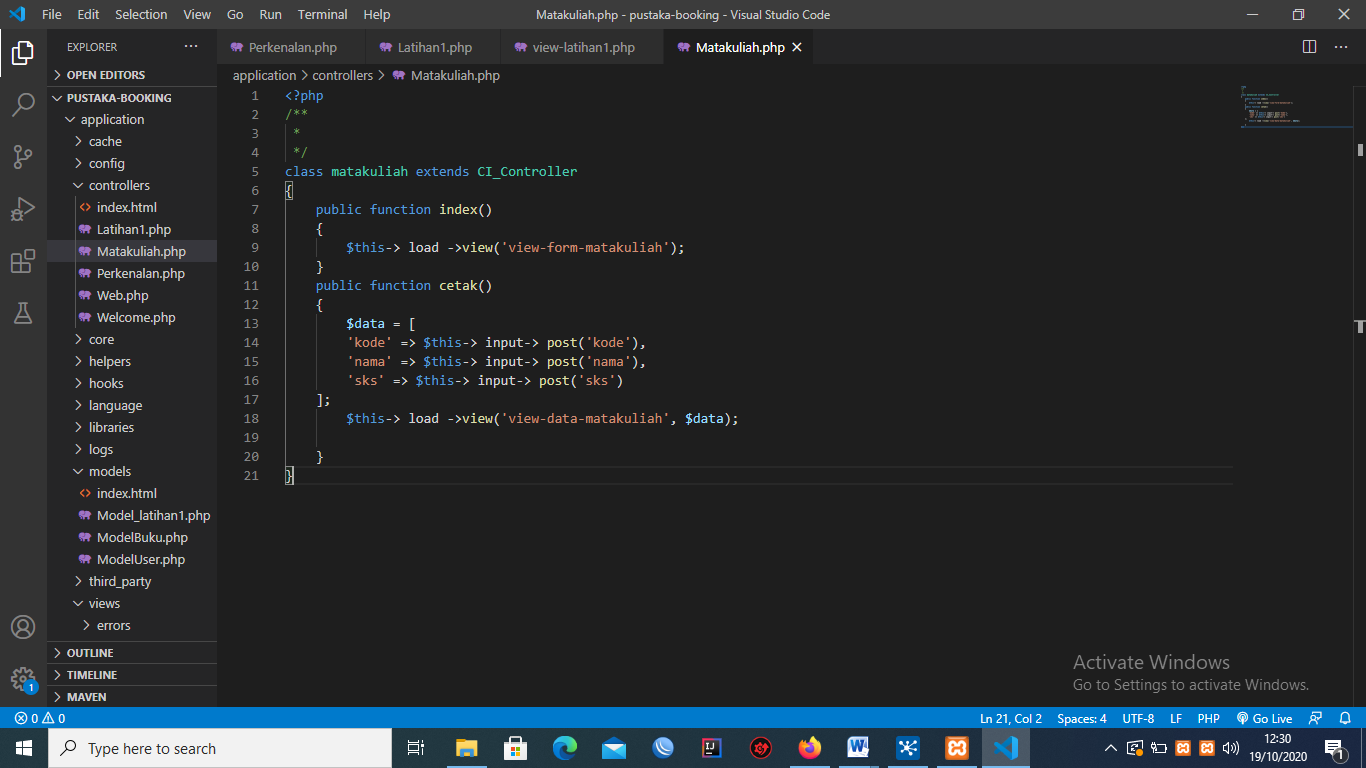 File Edit Selection View Go Run Terminal Help
Matakuliah.php - pustaka-booking - Visual Studio Code
EXPLORER
OPEN EDITORS
PUSTAKA-BOOKING
application
cache
config
controllers
index.html
Latihan1.php
Matakuliah.php
Perkenalan.php
Web.php
Welcome.php
core
helpers
hooks
language
libraries
logs
models
index.html
Model_latihan1.php
ModelBuku.php
ModelUser.php
third_party
views
errors
OUTLINE
TIMELINE
MAVEN
Perkenalan.php Latihan1.php view-latihan1.php Matakuliah.php
application > controllers > Matakuliah.php
1 <?php
2 /**
3  *
4  */
5 class matakuliah extends CI_Controller
6 {
7     public function index()
8     {
9         $this-> load ->view('view-form-matakuliah');
10     }
11     public function cetak()
12     {
13         $data = [
14         'kode' => $this-> input-> post('kode'),
15         'nama' => $this-> input-> post('nama'),
16         'sks' => $this-> input-> post('sks')
17     ];
18         $this-> load ->view('view-data-matakuliah', $data);
19
20     }
21 }
Activate Windows
Go to Settings to activate Windows.
1
0 0
Ln 21, Col 2 Spaces: 4 UTF-8 LF PHP Go Live
Type here to search
12:30
19/10/2020
1